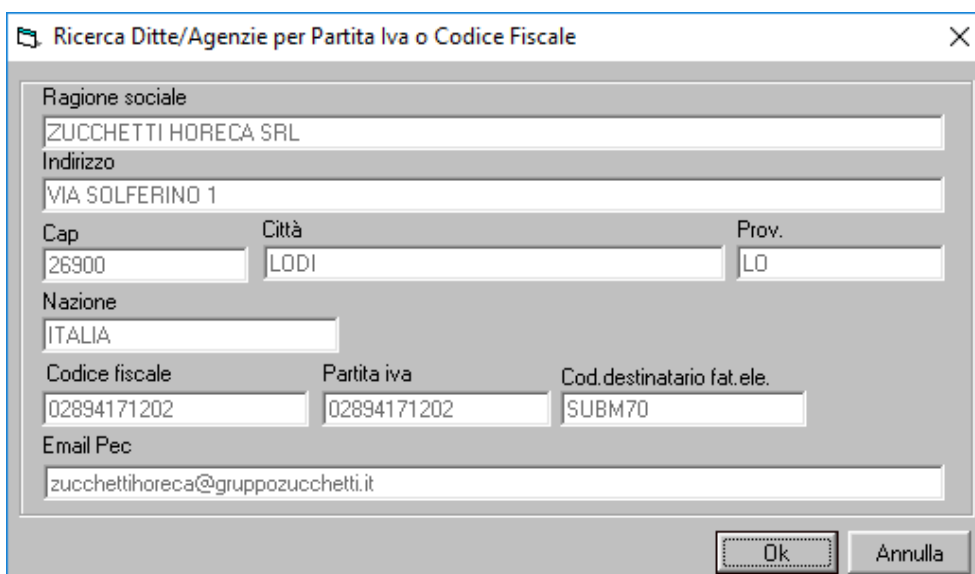 Ricerca Ditte/Agenzie per Partita Iva o Codice Fiscale
Ragione sociale
ZUCCHETTI HORECA SRL
Indirizzo
VIA SOLFERINO 1
Cap Città Prov.
26900 LODI LO
Nazione
ITALIA
Codice fiscale Partita iva Cod.destinatario fat.ele.
02894171202 02894171202 SUBM70
Email Pec
zucchettihoreca@gruppozucchetti.it
Ok Annulla